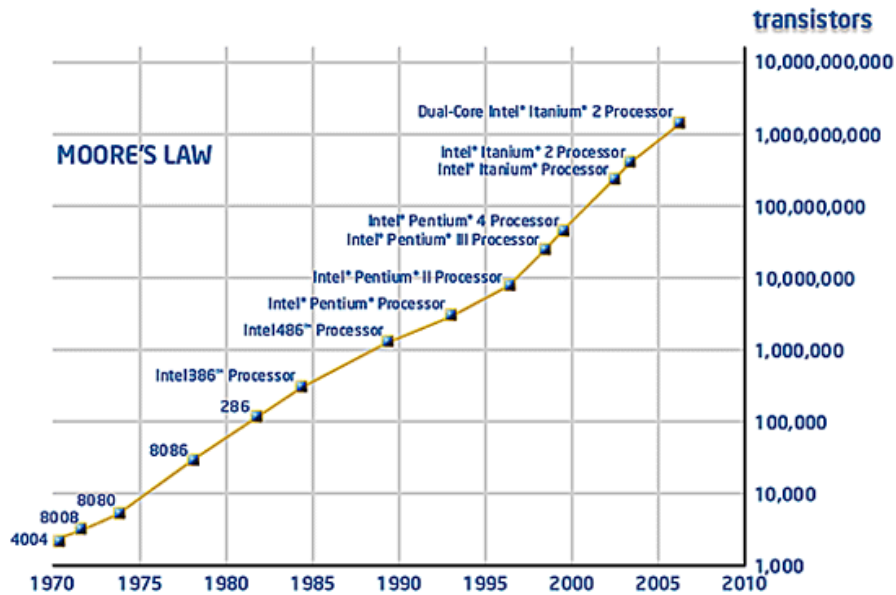 transistors
10,000,000,000
Dual-Core Intel® Itanium® 2 Processor
1,000,000,000
MOORE'S LAW
Intel® Itanium® 2 Processor
Intel® Itanium® Processor
100,000,000
Intel® Pentium® 4 Processor
Intel® Pentium® III Processor
Intel® Pentium® II Processor
10,000,000
Intel® Pentium® Processor
Intel486™ Processor
1,000,000
Intel386™ Processor
286
100,000
8086
8080
10,000
8008
4004
1,000
1970 1975 1980 1985 1990 1995 2000 2005 2010